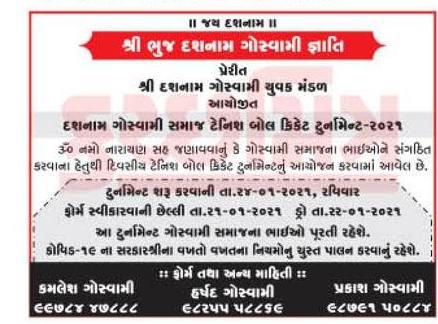 ॥ જય દશનામ ॥
શ્રી ભુજ દશનામ ગોસ્વામી જ્ઞાતિ
પ્રેરીત
શ્રી દશનામ ગોસ્વામી યુવક મંડળ
આયોજીત
દશનામ ગોસ્વામી સમાજ ટેનિશ બોલ ક્રિકેટ ટુર્નામેન્ટ-૨૦૨૧
ૐ નમો નારાયણ સહ જણાવવાનું કે ગોસ્વામી સમાજના ભાઈઓને સંગઠિત
કરવાના હેતુથી દિવસીય ટેનિશ બોલ ક્રિકેટ ટુર્નામેન્ટનું આયોજન કરવામાં આવેલ છે.
ટુર્નામેન્ટ શરૂ કરવાની તા.૨૪-૦૧-૨૦૨૧, રવિવાર
ફોર્મ સ્વીકારવાની છેલ્લી તા.૨૧-૦૧-૨૦૨૧ ડ્રો તા.૨૨-૦૧-૨૦૨૧
આ ટુર્નામેન્ટ ગોસ્વામી સમાજના ભાઈઓ પૂરતી રહેશે.
કોવિડ-૧૯ ના સરકારશ્રીના વખતો વખતના નિયમોનુ ચુસ્ત પાલન કરવાનું રહેશે.
:: ફોર્મ તથા અન્ય માહિતી ::
કમલેશ ગોસ્વામી હર્ષદ ગોસ્વામી પ્રકાશ ગોસ્વામી
૯૯૭૮૪ ૪૭૮૮૮ ૯૮૨૫૫ ૫૮૮૬૯ ૯૮૭૯૧ ૫૦૮૮૪